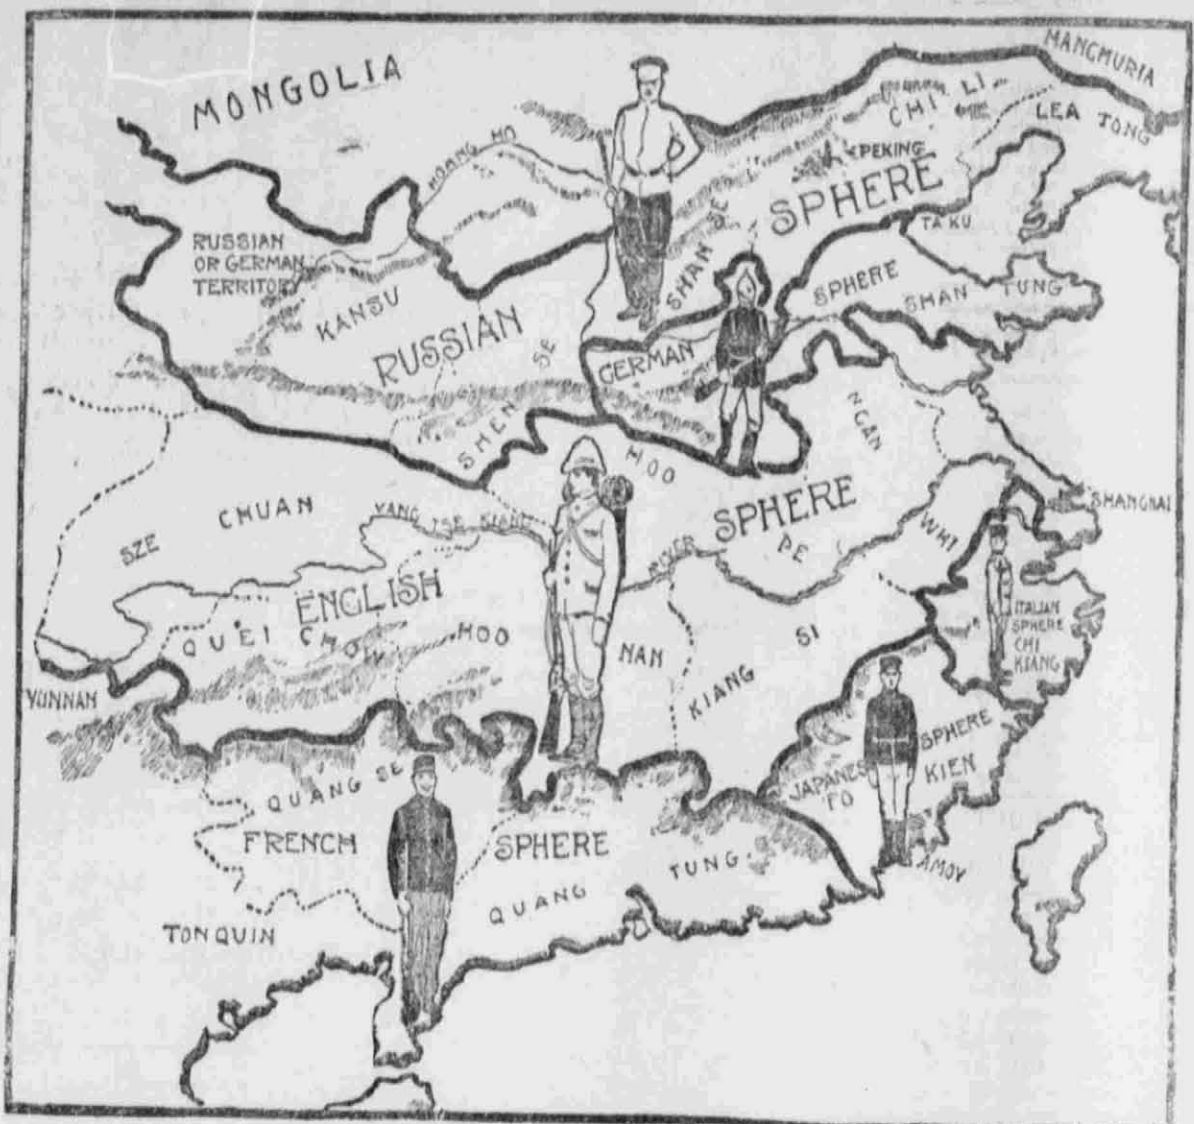 MONGOLIA
MANCHURIA
CHI LI
LEA TONG
HOANG HO
PEKING
SPHERE
TA KU
RUSSIAN
OR GERMAN
TERRITORY
KANSU
RUSSIAN
SHAN SE
SPHERE
SHAN TUNG
GERMAN
SHEN SE
NGAN
HOO
SPHERE
SHANGHAI
SZE CHUAN
YANG TSE KIANG
RIVER
PE
WHI
ENGLISH
QUEI CHOW
HOO
NAN
KIANG SI
ITALIAN
SPHERE
CHI
KIANG
YUNNAN
SPHERE
KIEN
JAPANES
FO
QUANG SE
FRENCH
SPHERE
TUNG
AMOY
QUANG
TONQUIN